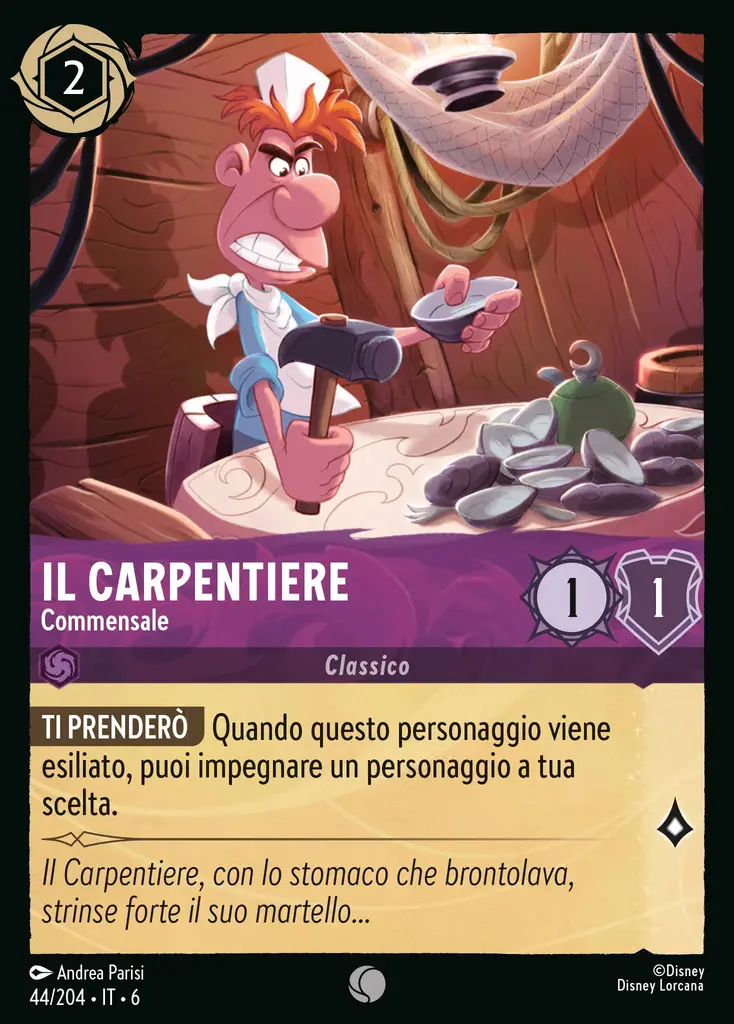 2
IL CARPENTIERE
Commensale
1
1
Classico
TI PRENDERÒ Quando questo personaggio viene
esiliato, puoi impegnare un personaggio a tua
scelta.
Il Carpentiere, con lo stomaco che brontolava,
strinse forte il suo martello...
Andrea Parisi
44/204 • IT • 6
©Disney
Disney Lorcana